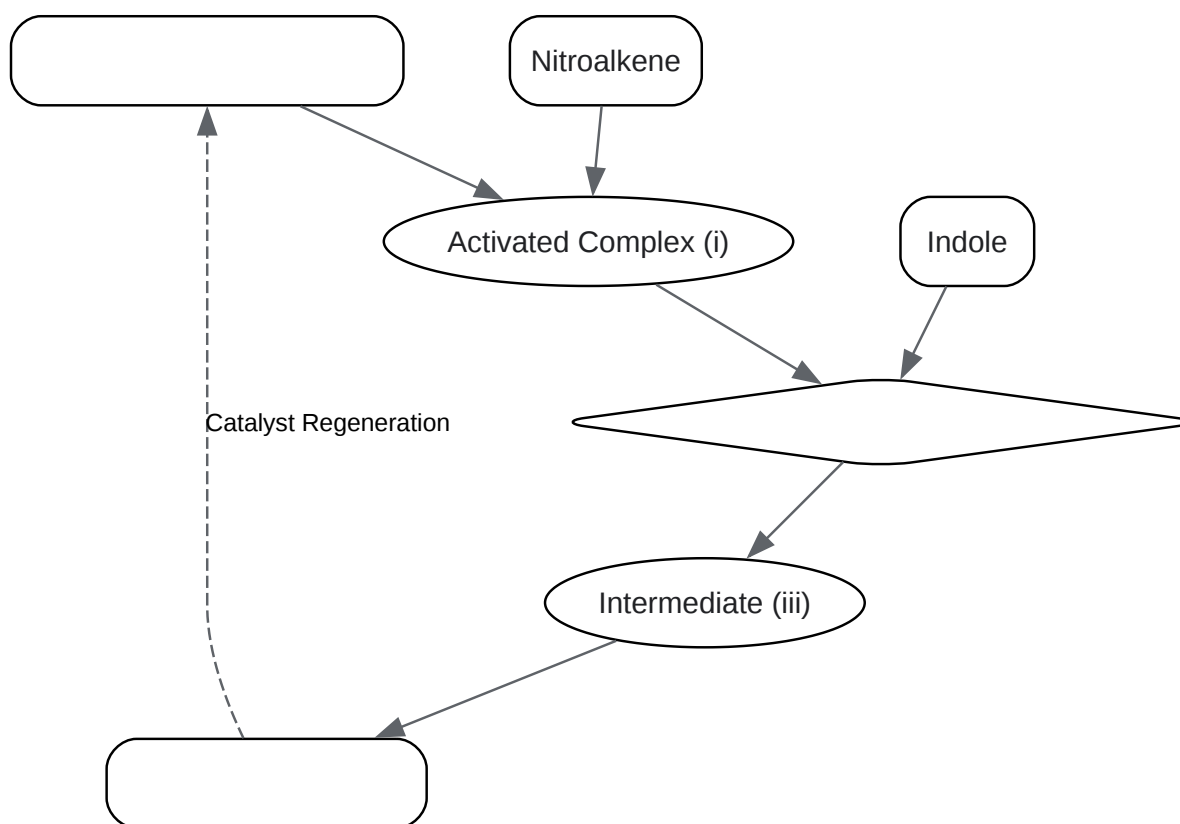 Nitroalkene
Activated Complex (i)
Indole
Catalyst Regeneration
Intermediate (iii)